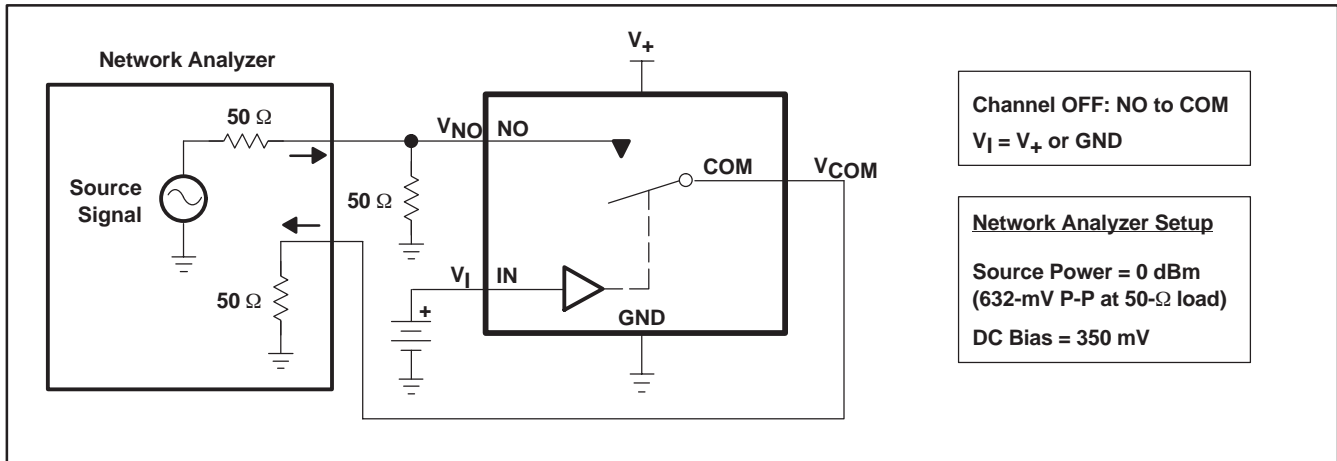 Network Analyzer
50 Ω
Source
Signal
50 Ω
50 Ω
V+
VNO NO
COM
VCOM
VI IN
+
GND
Channel OFF: NO to COM
VI = V+ or GND
Network Analyzer Setup
Source Power = 0 dBm
(632-mV P-P at 50-Ω load)
DC Bias = 350 mV